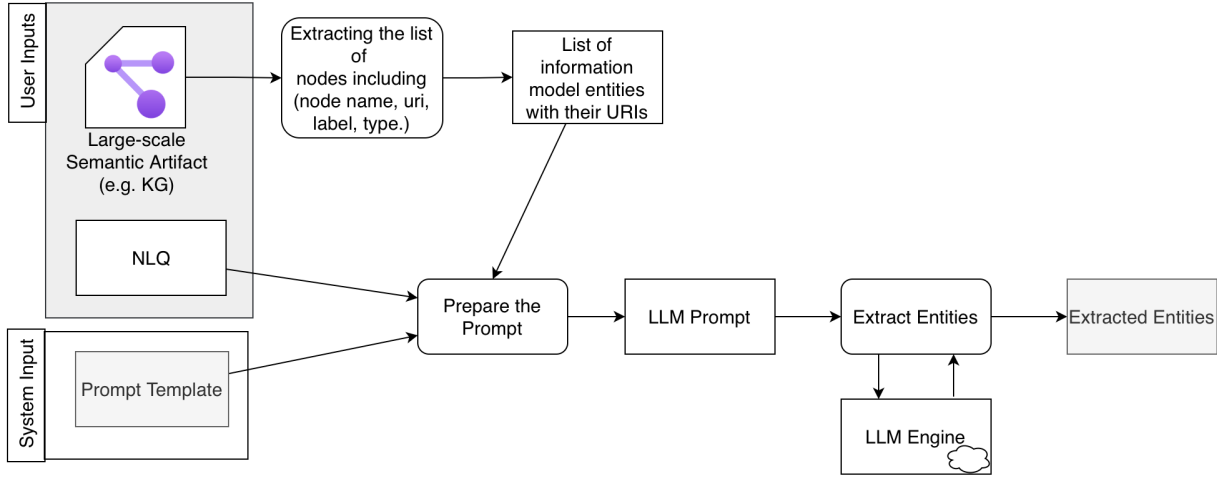 User Inputs
Large-scale
Semantic Artifact
(e.g. KG)
NLQ
Extracting the list
of
nodes including
(node name, uri,
label, type.)
List of
information
model entities
with their URIs
System Input
Prompt Template
Prepare the
Prompt
LLM Prompt
Extract Entities
Extracted Entities
LLM Engine